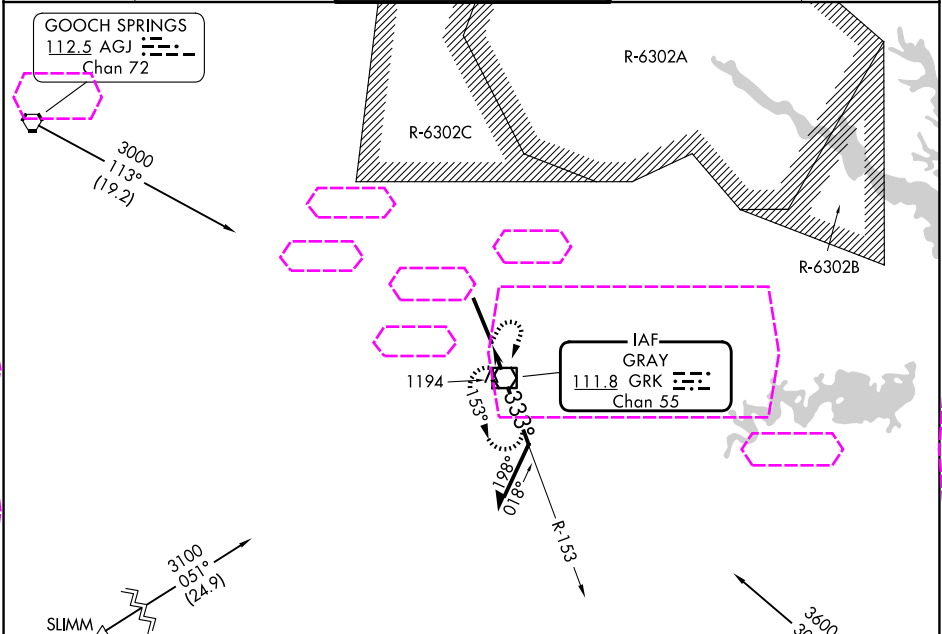 GOOCH SPRINGS
112.5 AGJ
Chan 72
R-6302A
R-6302C
3000
113°
(19.2)
R-6302B
IAF
GRAY
111.8 GRK
Chan 55
1194
153°
333°
198°
018°
R-153
3100
051°
(24.9)
SLIMM
3600